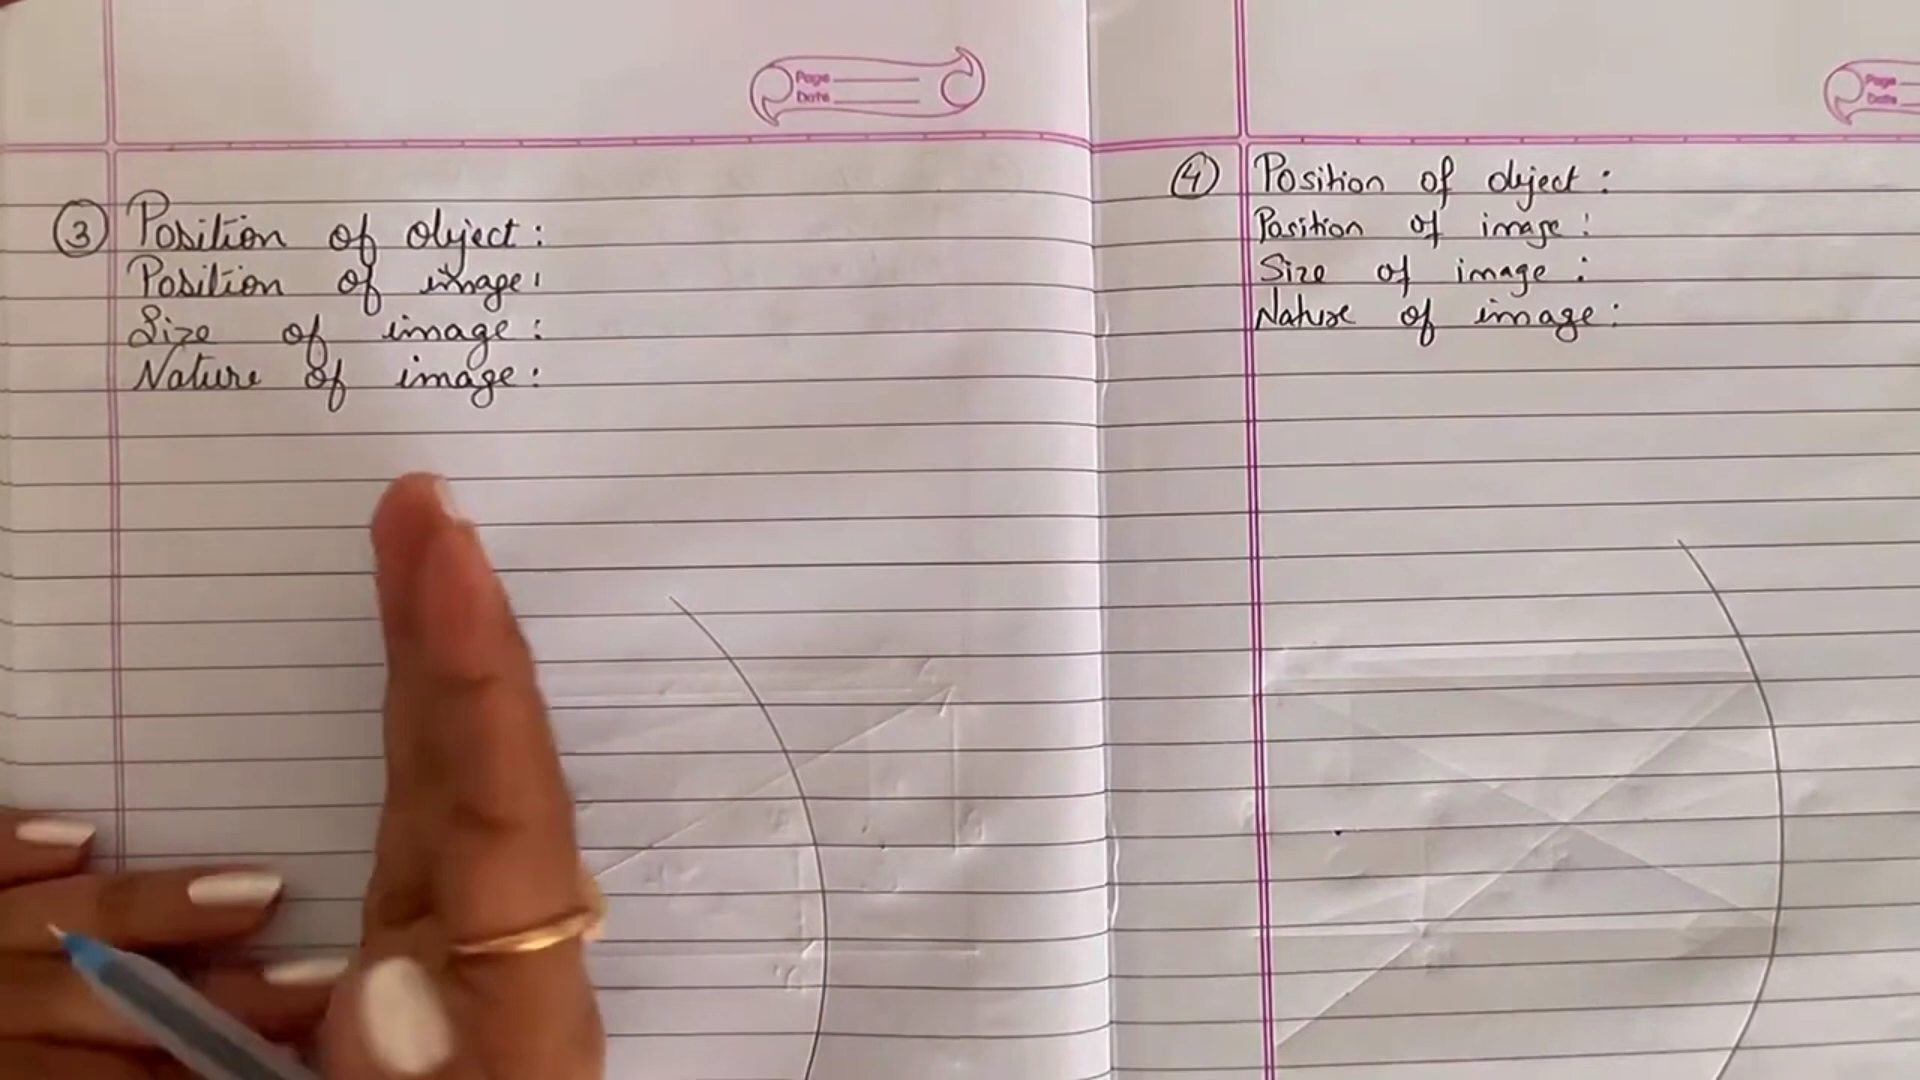 Page
Date
③ Position of object:
Position of image:
Size of image:
Nature of image:
Page
Date
④ Position of object:
Position of image:
Size of image:
Nature of image: